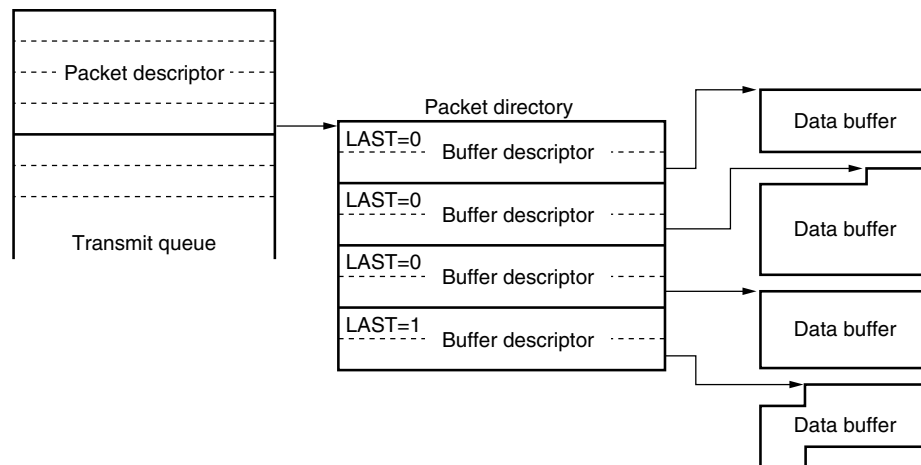 Packet descriptor
Transmit queue
Packet directory
LAST=0
Buffer descriptor
LAST=0
Buffer descriptor
LAST=0
Buffer descriptor
LAST=1
Buffer descriptor
Data buffer
Data buffer
Data buffer
Data buffer